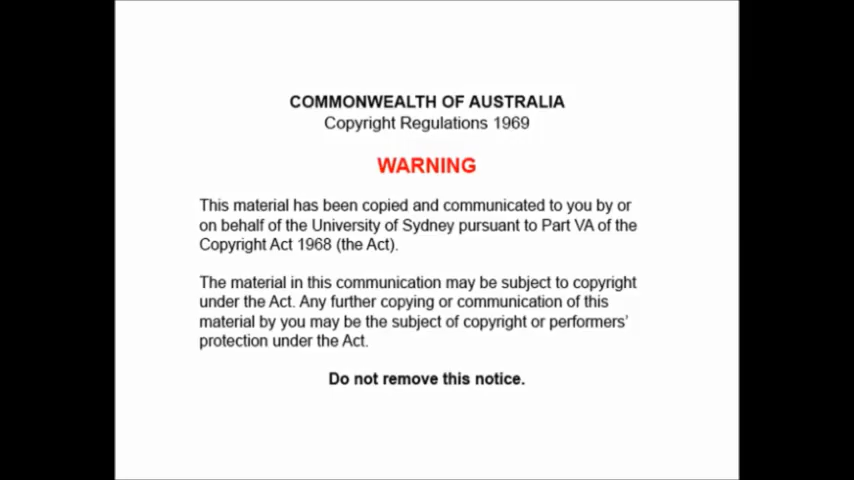 COMMONWEALTH OF AUSTRALIA
Copyright Regulations 1969
WARNING
This material has been copied and communicated to you by or
on behalf of the University of Sydney pursuant to Part VA of the
Copyright Act 1968 (the Act).
The material in this communication may be subject to copyright
under the Act. Any further copying or communication of this
material by you may be the subject of copyright or performers’
protection under the Act.
Do not remove this notice.